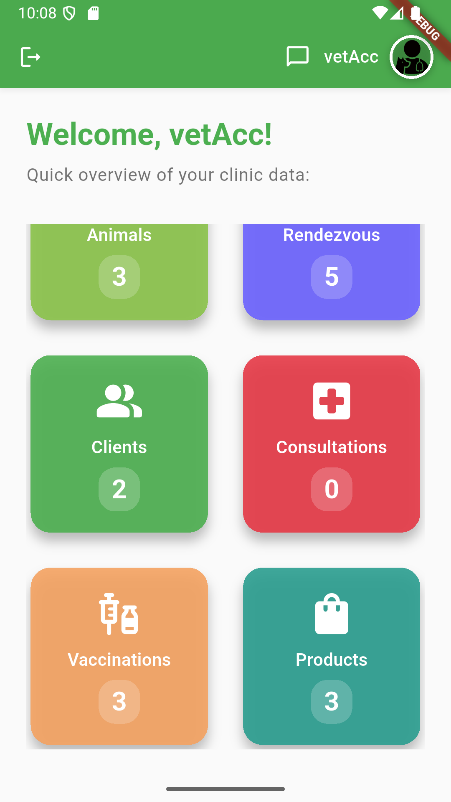 10:08
DEBUG
vetAcc
Welcome, vetAcc!
Quick overview of your clinic data:
Animals
3
Rendezvous
5
Clients
2
Consultations
0
Vaccinations
3
Products
3